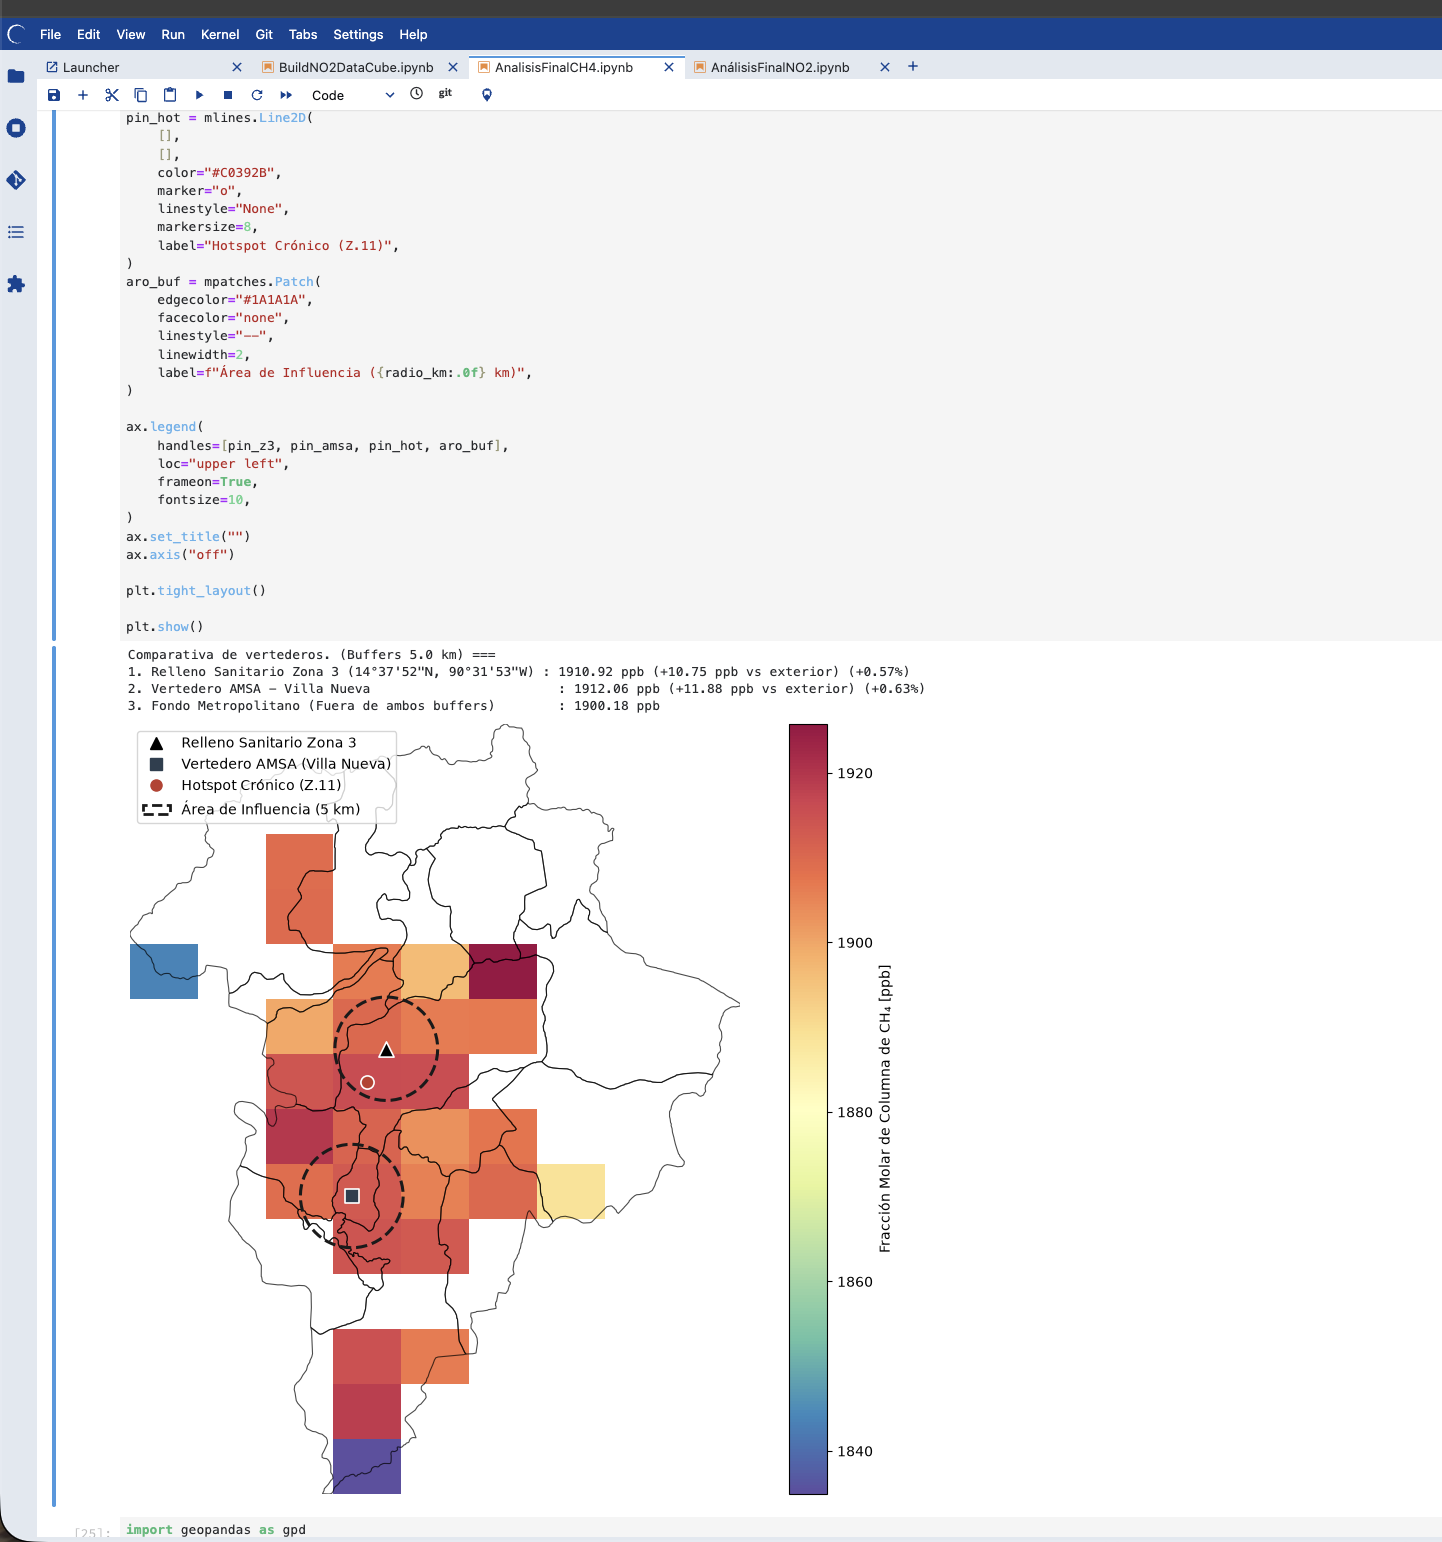 File Edit View Run Kernel Git Tabs Settings Help
Launcher
BuildNO2DataCube.ipynb
AnalisisFinalCH4.ipynb
AnálisisFinalNO2.ipynb
Code
git
pin_hot = mlines.Line2D(
    [],
    [],
    color="#C0392B",
    marker="o",
    linestyle="None",
    markersize=8,
    label="Hotspot Crónico (Z.11)",
)
aro_buf = mpatches.Patch(
    edgecolor="#1A1A1A",
    facecolor="none",
    linestyle="--",
    linewidth=2,
    label=f"Área de Influencia ({radio_km:.0f} km)",
)
ax.legend(
    handles=[pin_z3, pin_amsa, pin_hot, aro_buf],
    loc="upper left",
    frameon=True,
    fontsize=10,
)
ax.set_title("")
ax.axis("off")
plt.tight_layout()
plt.show()
Comparativa de vertederos. (Buffers 5.0 km) ===
1. Relleno Sanitario Zona 3 (14°37'52"N, 90°31'53"W) : 1910.92 ppb (+10.75 ppb vs exterior) (+0.57%)
2. Vertedero AMSA – Villa Nueva : 1912.06 ppb (+11.88 ppb vs exterior) (+0.63%)
3. Fondo Metropolitano (Fuera de ambos buffers) : 1900.18 ppb
Relleno Sanitario Zona 3
Vertedero AMSA (Villa Nueva)
Hotspot Crónico (Z.11)
Área de Influencia (5 km)
1920
1900
1880
1860
1840
Fracción Molar de Columna de CH₄ [ppb]
[25]:
import geopandas as gpd